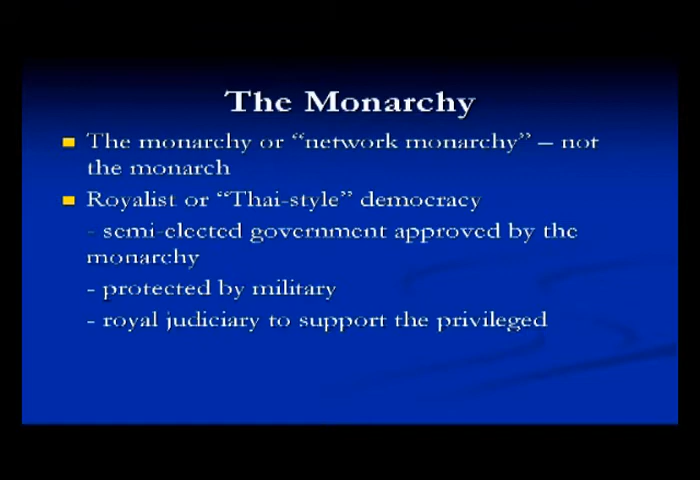 The Monarchy
The monarchy or “network monarchy” – not
the monarch
Royalist or “Thai-style” democracy
- semi-elected government approved by the
monarchy
- protected by military
- royal judiciary to support the privileged